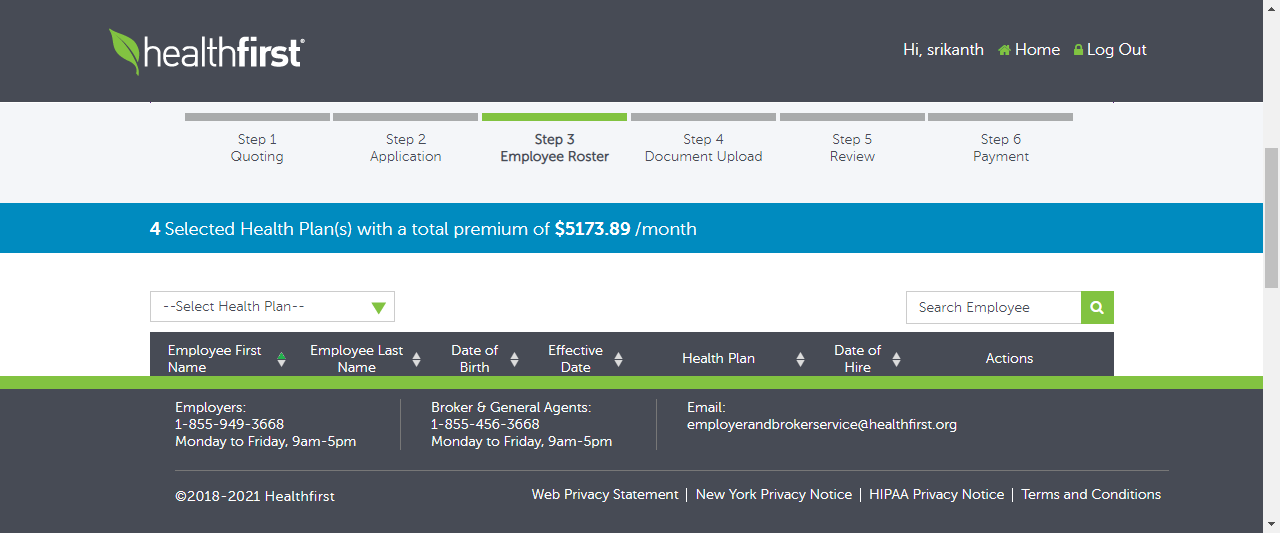 healthfirst®
Hi, srikanth Home Log Out
Step 1
Quoting
Step 2
Application
Step 3
Employee Roster
Step 4
Document Upload
Step 5
Review
Step 6
Payment
4 Selected Health Plan(s) with a total premium of $5173.89 /month
--Select Health Plan--
Search Employee
Employee First
Name
Employee Last
Name
Date of
Birth
Effective
Date
Health Plan
Date of
Hire
Actions
Employers:
1-855-949-3668
Monday to Friday, 9am-5pm
Broker & General Agents:
1-855-456-3668
Monday to Friday, 9am-5pm
Email:
employerandbrokerservice@healthfirst.org
©2018-2021 Healthfirst
Web Privacy Statement | New York Privacy Notice | HIPAA Privacy Notice | Terms and Conditions